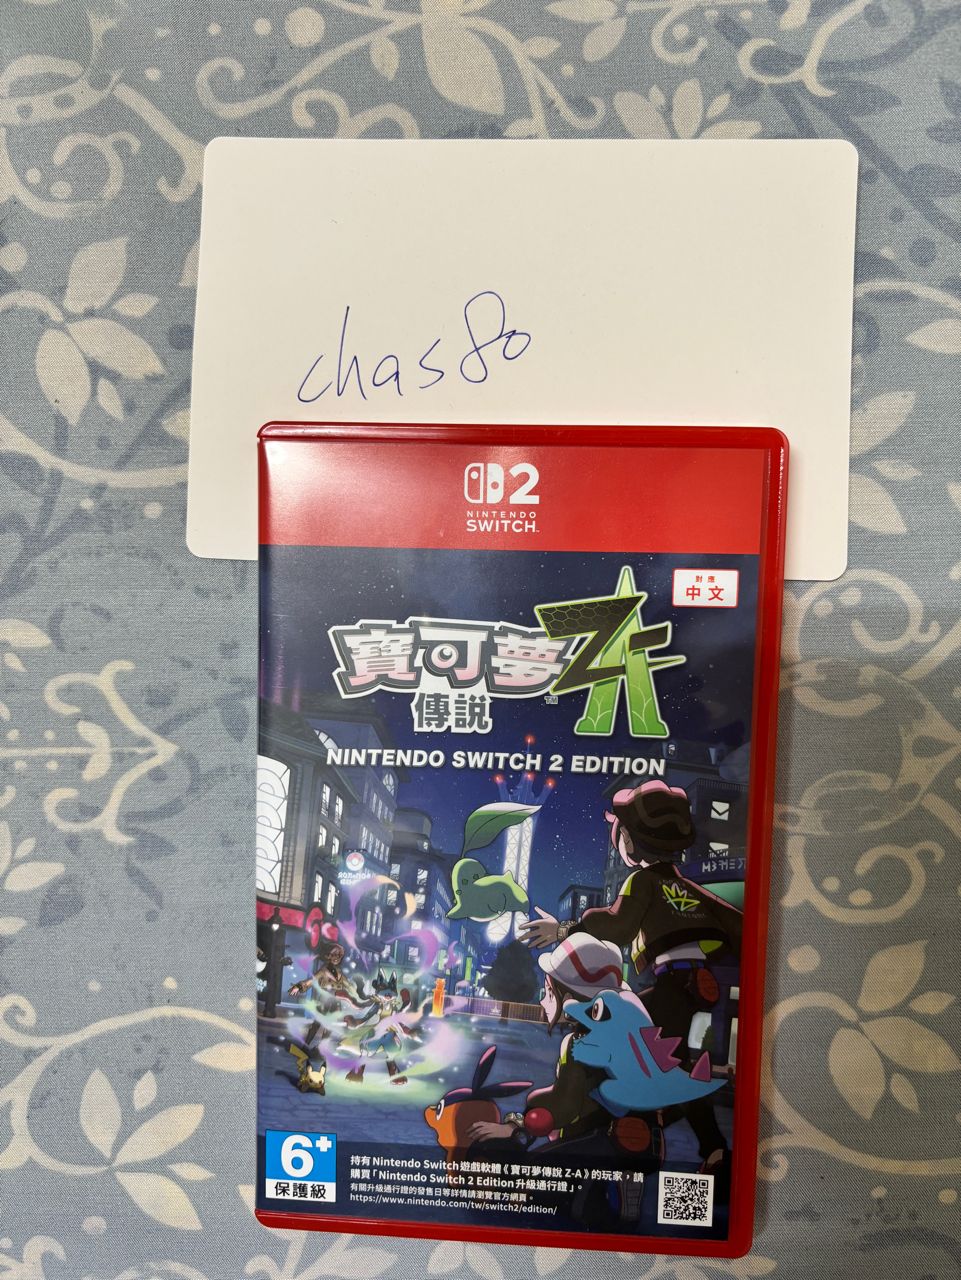 chas80
2
NINTENDO
SWITCH™
對應
中文
寶可夢
傳說
ZA
™
NINTENDO SWITCH 2 EDITION
6+
保護級
持有Nintendo Switch遊戲軟體《寶可夢傳說 Z-A》的玩家，請
購買「Nintendo Switch 2 Edition升級通行證」。
有關升級通行證的發售日等詳情請瀏覽官方網頁。
https://www.nintendo.com/tw/switch2/edition/